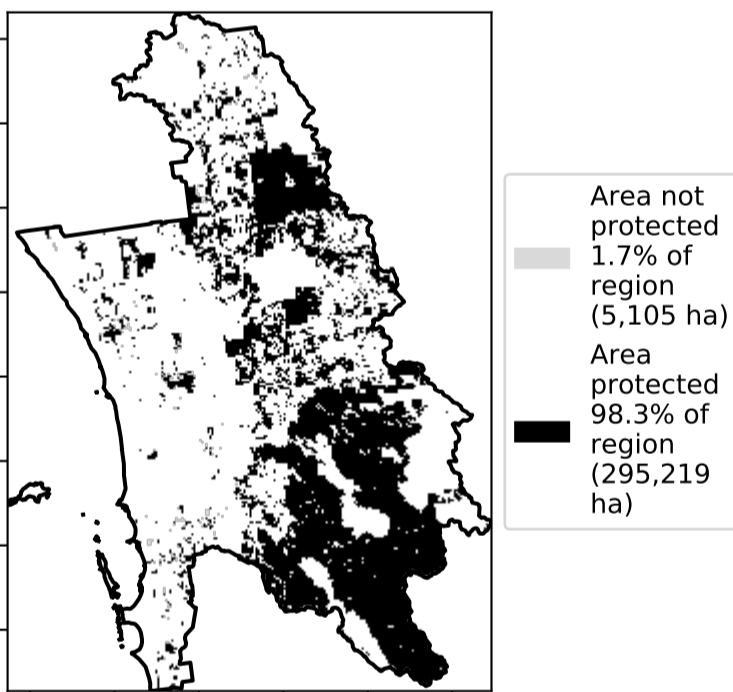 Area not
protected
1.7% of
region
(5,105 ha)
Area
protected
98.3% of
region
(295,219
ha)